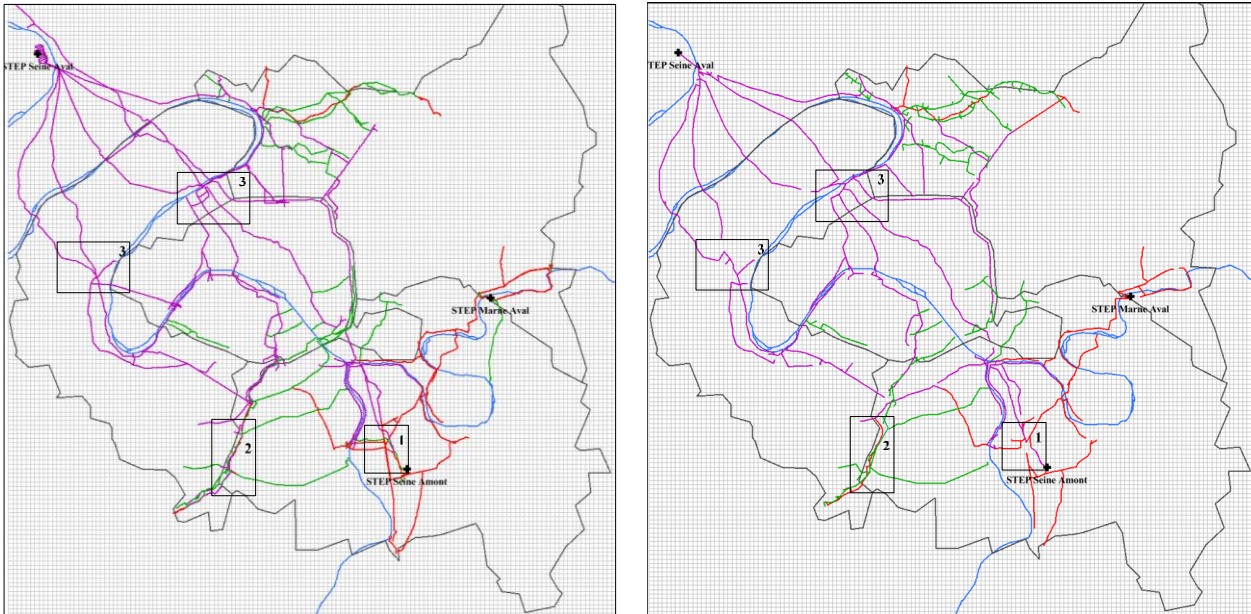 STEP Seine Aval
3
3
STEP Marne Aval
1
2
STEP Seine Amont
STEP Seine Aval
3
3
STEP Marne Aval
1
2
STEP Seine Amont